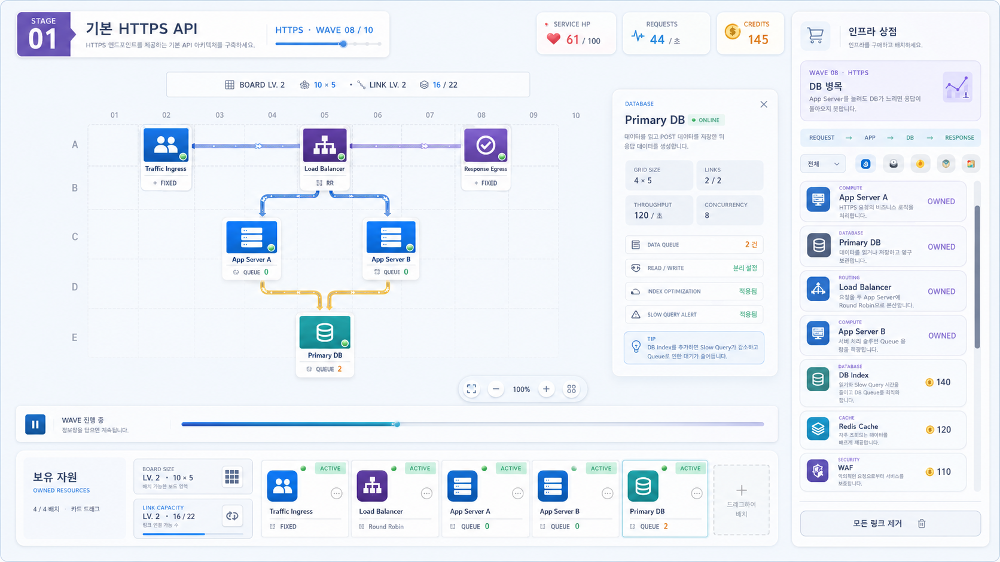 STAGE
01
기본 HTTPS API
HTTPS 엔드포인트를 제공하는 기본 API 아키텍처를 구축하세요.
HTTPS · WAVE 08 / 10
SERVICE HP
61 / 100
REQUESTS
44 / 초
CREDITS
145
BOARD LV. 2
10 × 5
• LINK LV. 2
16 / 22
01 02 03 04 05 06 07 08 09 10
A
B
C
D
E
Traffic Ingress
FIXED
Load Balancer
RR
Response Egress
FIXED
App Server A
QUEUE 0
App Server B
QUEUE 0
Primary DB
QUEUE 2
100%
DATABASE
Primary DB
ONLINE
데이터를 읽고 POST 데이터를 저장한 뒤
응답 데이터를 생성합니다.
GRID SIZE
4 × 5
LINKS
2 / 2
THROUGHPUT
120 / 초
CONCURRENCY
8
DATA QUEUE
2 건
READ / WRITE
분리 설정
INDEX OPTIMIZATION
적용됨
SLOW QUERY ALERT
적용됨
TIP
DB Index를 추가하면 Slow Query가 감소하고
Queue로 인한 대기가 줄어듭니다.
WAVE 진행 중
정보창을 닫으면 계속됩니다.
보유 자원
OWNED RESOURCES
4 / 4 배치 · 카드 드래그
BOARD SIZE
LV. 2 • 10 × 5
배치 가능한 보드 영역
LINK CAPACITY
LV. 2 • 16 / 22
링크 연결 가능 수
ACTIVE
Traffic Ingress
FIXED
ACTIVE
Load Balancer
Round Robin
ACTIVE
App Server A
QUEUE 0
ACTIVE
App Server B
QUEUE 0
ACTIVE
Primary DB
QUEUE 2
드래그하여
배치
인프라 상점
인프라를 구매하고 배치하세요.
WAVE 08 · HTTPS
DB 병목
App Server를 늘려도 DB가 느리면 응답이
돌아오지 못합니다.
REQUEST → APP → DB → RESPONSE
전체
COMPUTE
App Server A
HTTPS 요청의 비즈니스 로직을
처리합니다.
OWNED
DATABASE
Primary DB
데이터를 읽거나 저장하고 영구
보관합니다.
OWNED
ROUTING
Load Balancer
요청을 두 App Server에
Round Robin으로 분산합니다.
OWNED
COMPUTE
App Server B
서버 처리 솔루션 Queue 용
량을 확장합니다.
OWNED
DATABASE
DB Index
읽기와 Slow Query 시간을
줄이고 DB Queue를 최적화
합니다.
140
CACHE
Redis Cache
자주 조회되는 데이터를
빠르게 제공합니다.
120
SECURITY
WAF
악의적인 요청으로부터 서비스를
보호합니다.
110
모든 링크 제거